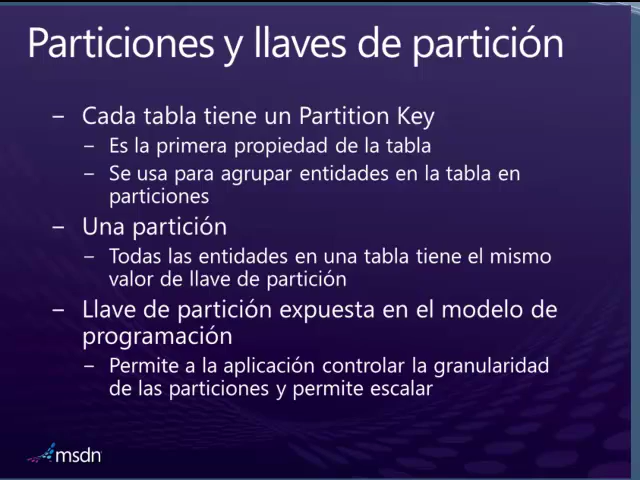 Particiones y llaves de partición
– Cada tabla tiene un Partition Key
– Es la primera propiedad de la tabla
– Se usa para agrupar entidades en la tabla en
particiones
– Una partición
– Todas las entidades en una tabla tiene el mismo
valor de llave de partición
– Llave de partición expuesta en el modelo de
programación
– Permite a la aplicación controlar la granularidad
de las particiones y permite escalar
msdn